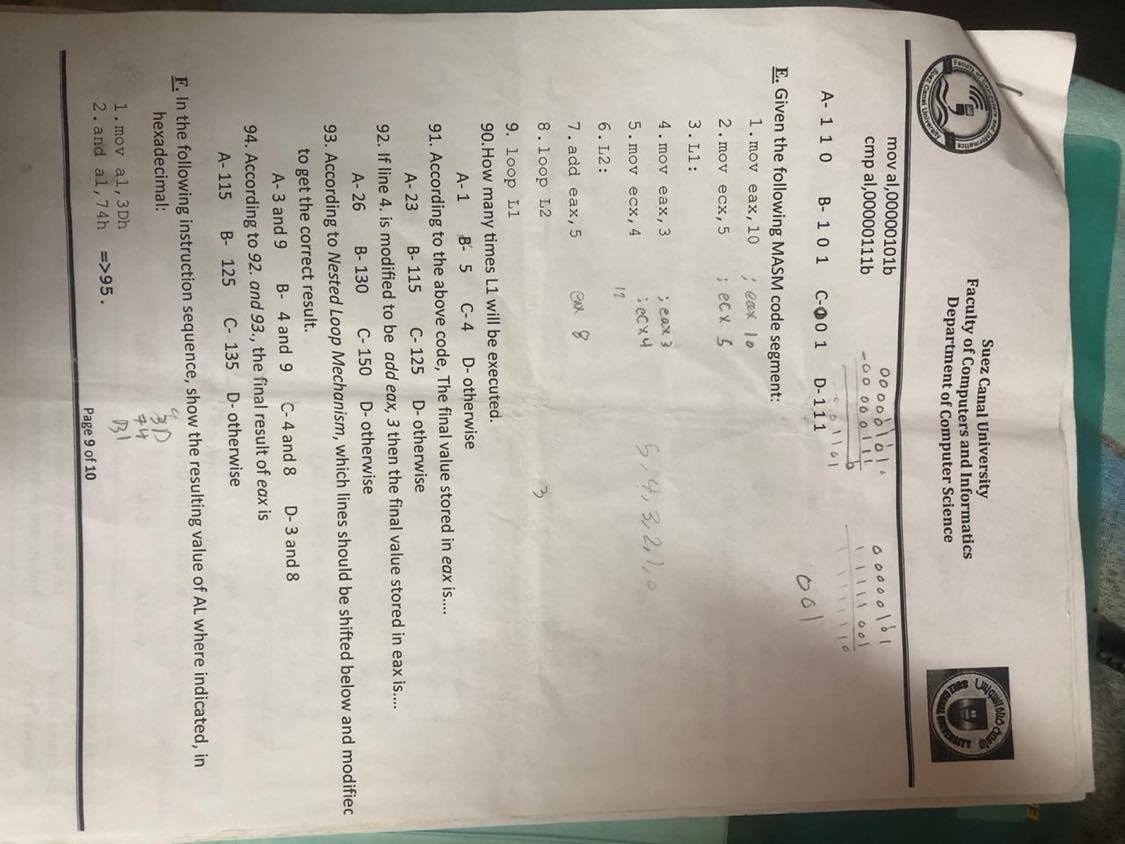 Suez Canal University
Faculty of Computers and Informatics
Department of Computer Science
mov al,00000101b
cmp al,00000111b
00000101
-00000111
00000101
11111001
11111110
001
A- 1 1 0 B- 1 0 1 C-0 0 1 D- 1 1 1
E. Given the following MASM code segment:
1.mov eax,10 ; eax 10
2.mov ecx,5 ; ecx 5
3.L1:
4.mov eax,3 ; eax 3
5.mov ecx,4 ; ecx 4
5, 4, 3, 2, 1, 0
12
6.L2:
7.add eax,5 eax 8
8.loop L2
3
9. loop L1
90.How many times L1 will be executed.
A- 1 B- 5 C- 4 D- otherwise
91. According to the above code, The final value stored in eax is....
A- 23 B- 115 C- 125 D- otherwise
92. If line 4. is modified to be add eax, 3 then the final value stored in eax is....
A- 26 B- 130 C- 150 D- otherwise
93. According to Nested Loop Mechanism, which lines should be shifted below and modifiec
to get the correct result.
A- 3 and 9 B- 4 and 9 C- 4 and 8 D- 3 and 8
94. According to 92. and 93., the final result of eax is
A- 115 B- 125 C- 135 D- otherwise
F. In the following instruction sequence, show the resulting value of AL where indicated, in
hexadecimal:
3D
74
B1
1.mov al,3Dh
2.and al,74h =>95.
Page 9 of 10